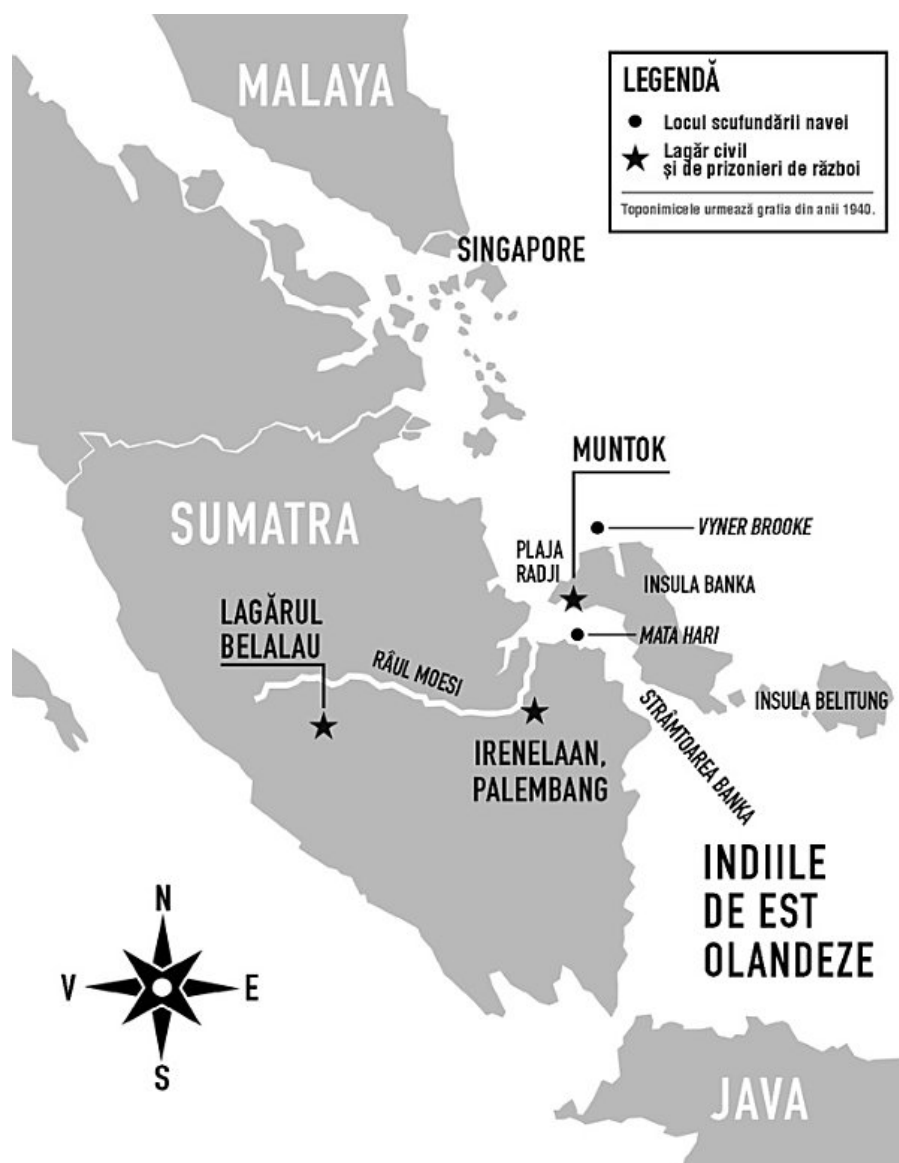 MALAYA
LEGENDĂ
Locul scufundării navei
Lagăr civil
și de prizonieri de război
Toponimicele urmează grafia din anii 1940.
SINGAPORE
MUNTOK
SUMATRA
VYNER BROOKE
PLAJA
RADJI
INSULA BANKA
LAGĂRUL
BELALAU
MATA HARI
RÂUL MOESI
INSULA BELITUNG
STRÂMTOAREA BANKA
IRENELAAN,
PALEMBANG
INDIILE
DE EST
OLANDEZE
N
V
E
S
JAVA